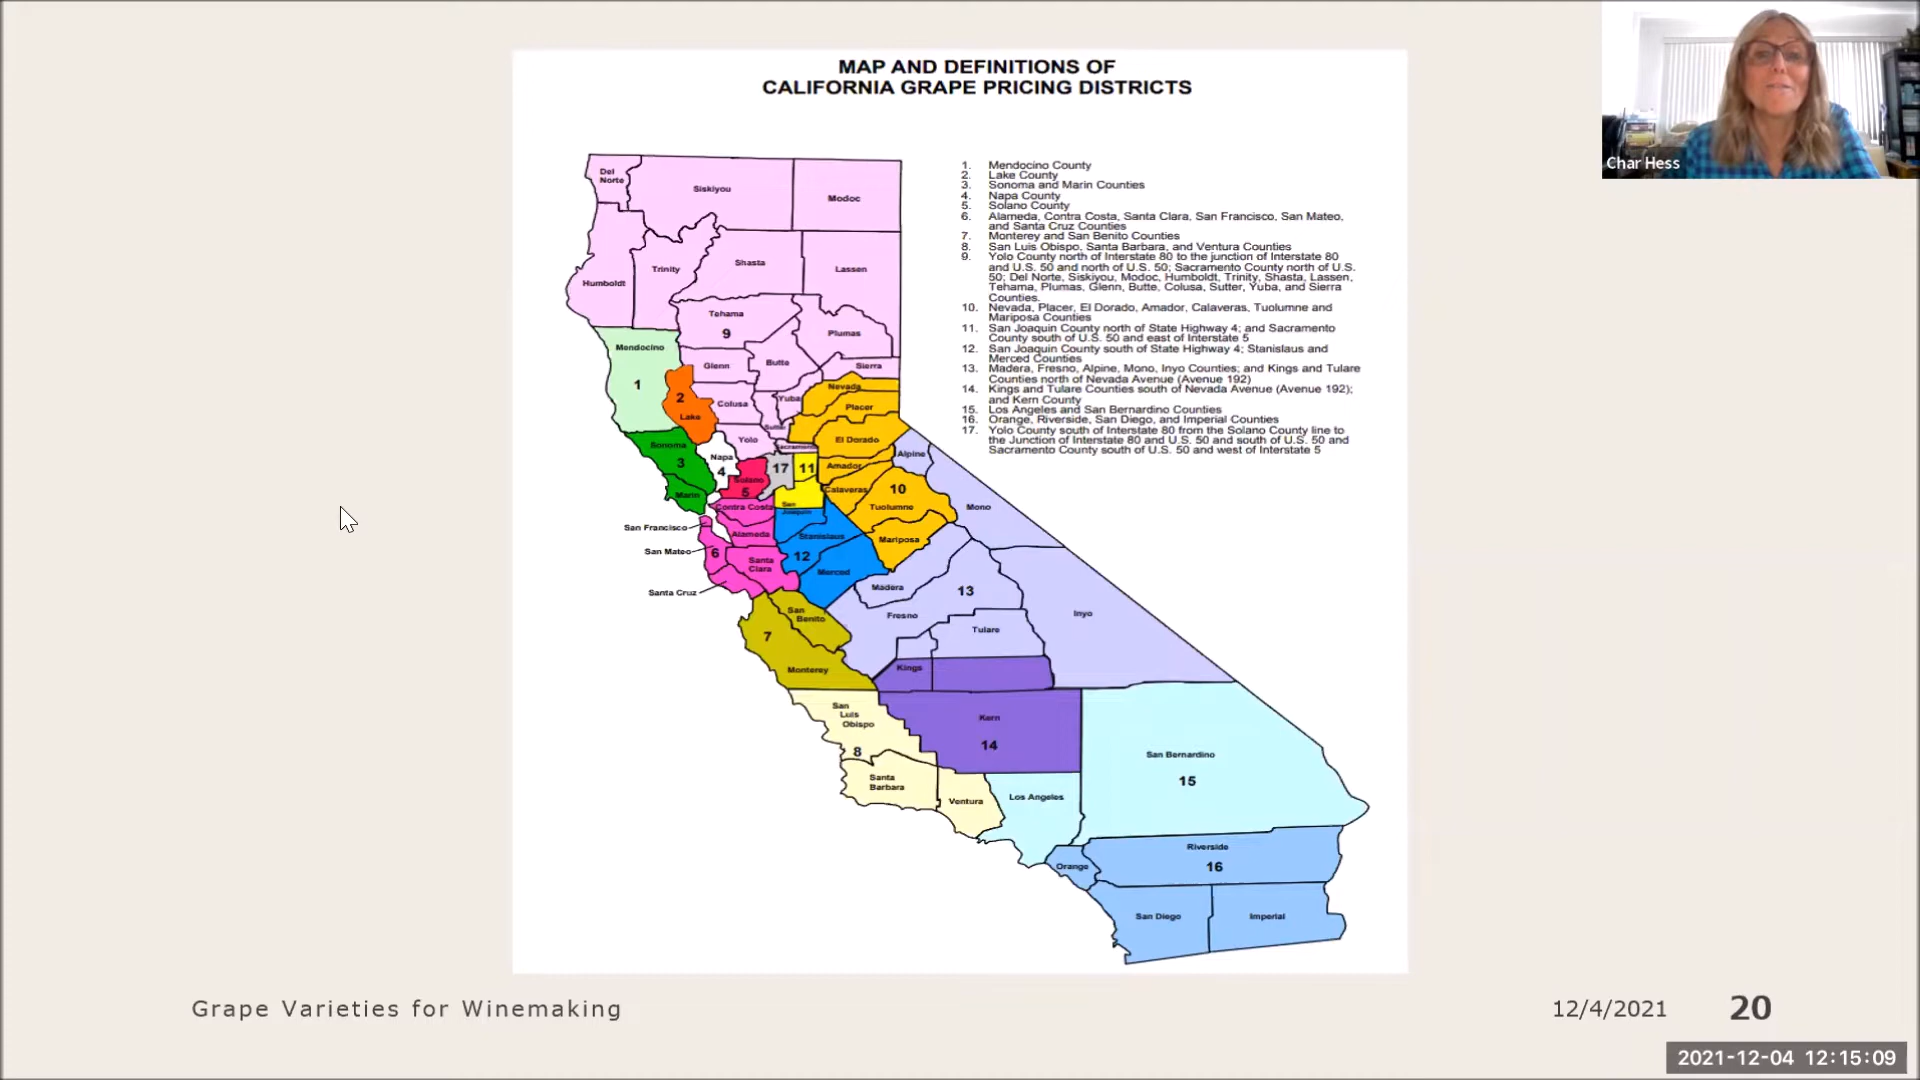 MAP AND DEFINITIONS OF
CALIFORNIA GRAPE PRICING DISTRICTS
Char Hess
1. Mendocino County
2. Lake County
3. Sonoma and Marin Counties
4. Napa County
5. Solano County
6. Alameda, Contra Costa, Santa Clara, San Francisco, San Mateo,
and Santa Cruz Counties
7. Monterey and San Benito Counties
8. San Luis Obispo, Santa Barbara, and Ventura Counties
9. Yolo County north of Interstate 80 to the junction of Interstate 80
and U.S. 50 and north of U.S. 50; Sacramento County north of U.S.
50; Del Norte, Siskiyou, Modoc, Humboldt, Trinity, Shasta, Lassen,
Tehama, Plumas, Glenn, Butte, Colusa, Sutter, Yuba, and Sierra
Counties.
10. Nevada, Placer, El Dorado, Amador, Calaveras, Tuolumne and
Mariposa Counties
11. San Joaquin County north of State Highway 4; and Sacramento
County south of U.S. 50 and east of Interstate 5
12. San Joaquin County south of State Highway 4; Stanislaus and
Merced Counties
13. Madera, Fresno, Alpine, Mono, Inyo Counties; and Kings and Tulare
Counties north of Nevada Avenue (Avenue 192)
14. Kings and Tulare Counties south of Nevada Avenue (Avenue 192);
and Kern County
15. Los Angeles and San Bernardino Counties
16. Orange, Riverside, San Diego, and Imperial Counties
17. Yolo County south of Interstate 80 from the Solano County line to
the Junction of Interstate 80 and U.S. 50 and south of U.S. 50 and
Sacramento County south of U.S. 50 and west of Interstate 5
Del
Norte
Siskiyou
Modoc
Humboldt
Trinity
Shasta
Lassen
Tehama
9
Plumas
Mendocino
1
Glenn
Butte
Sierra
2
Lake
Colusa
Yuba
Sutter
Nevada
Placer
Yolo
El Dorado
Sacramento
Sonoma
3
Marin
Napa
4
Solano
5
17
11
Amador
Alpine
Calaveras
10
Tuolumne
Mono
Contra Costa
San
Joaquin
San Francisco
Alameda
Stanislaus
Mariposa
San Mateo
6
Santa
Clara
12
Merced
Santa Cruz
Madera
13
San
Benito
Fresno
Inyo
7
Tulare
Monterey
Kings
San
Luis
Obispo
8
Kern
14
San Bernardino
15
Santa
Barbara
Ventura
Los Angeles
Riverside
16
Orange
San Diego
Imperial
Grape Varieties for Winemaking
12/4/2021
20
2021-12-04 12:15:09